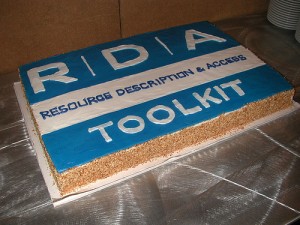 R|D|A
RESOURCE DESCRIPTION & ACCESS
TOOLKIT